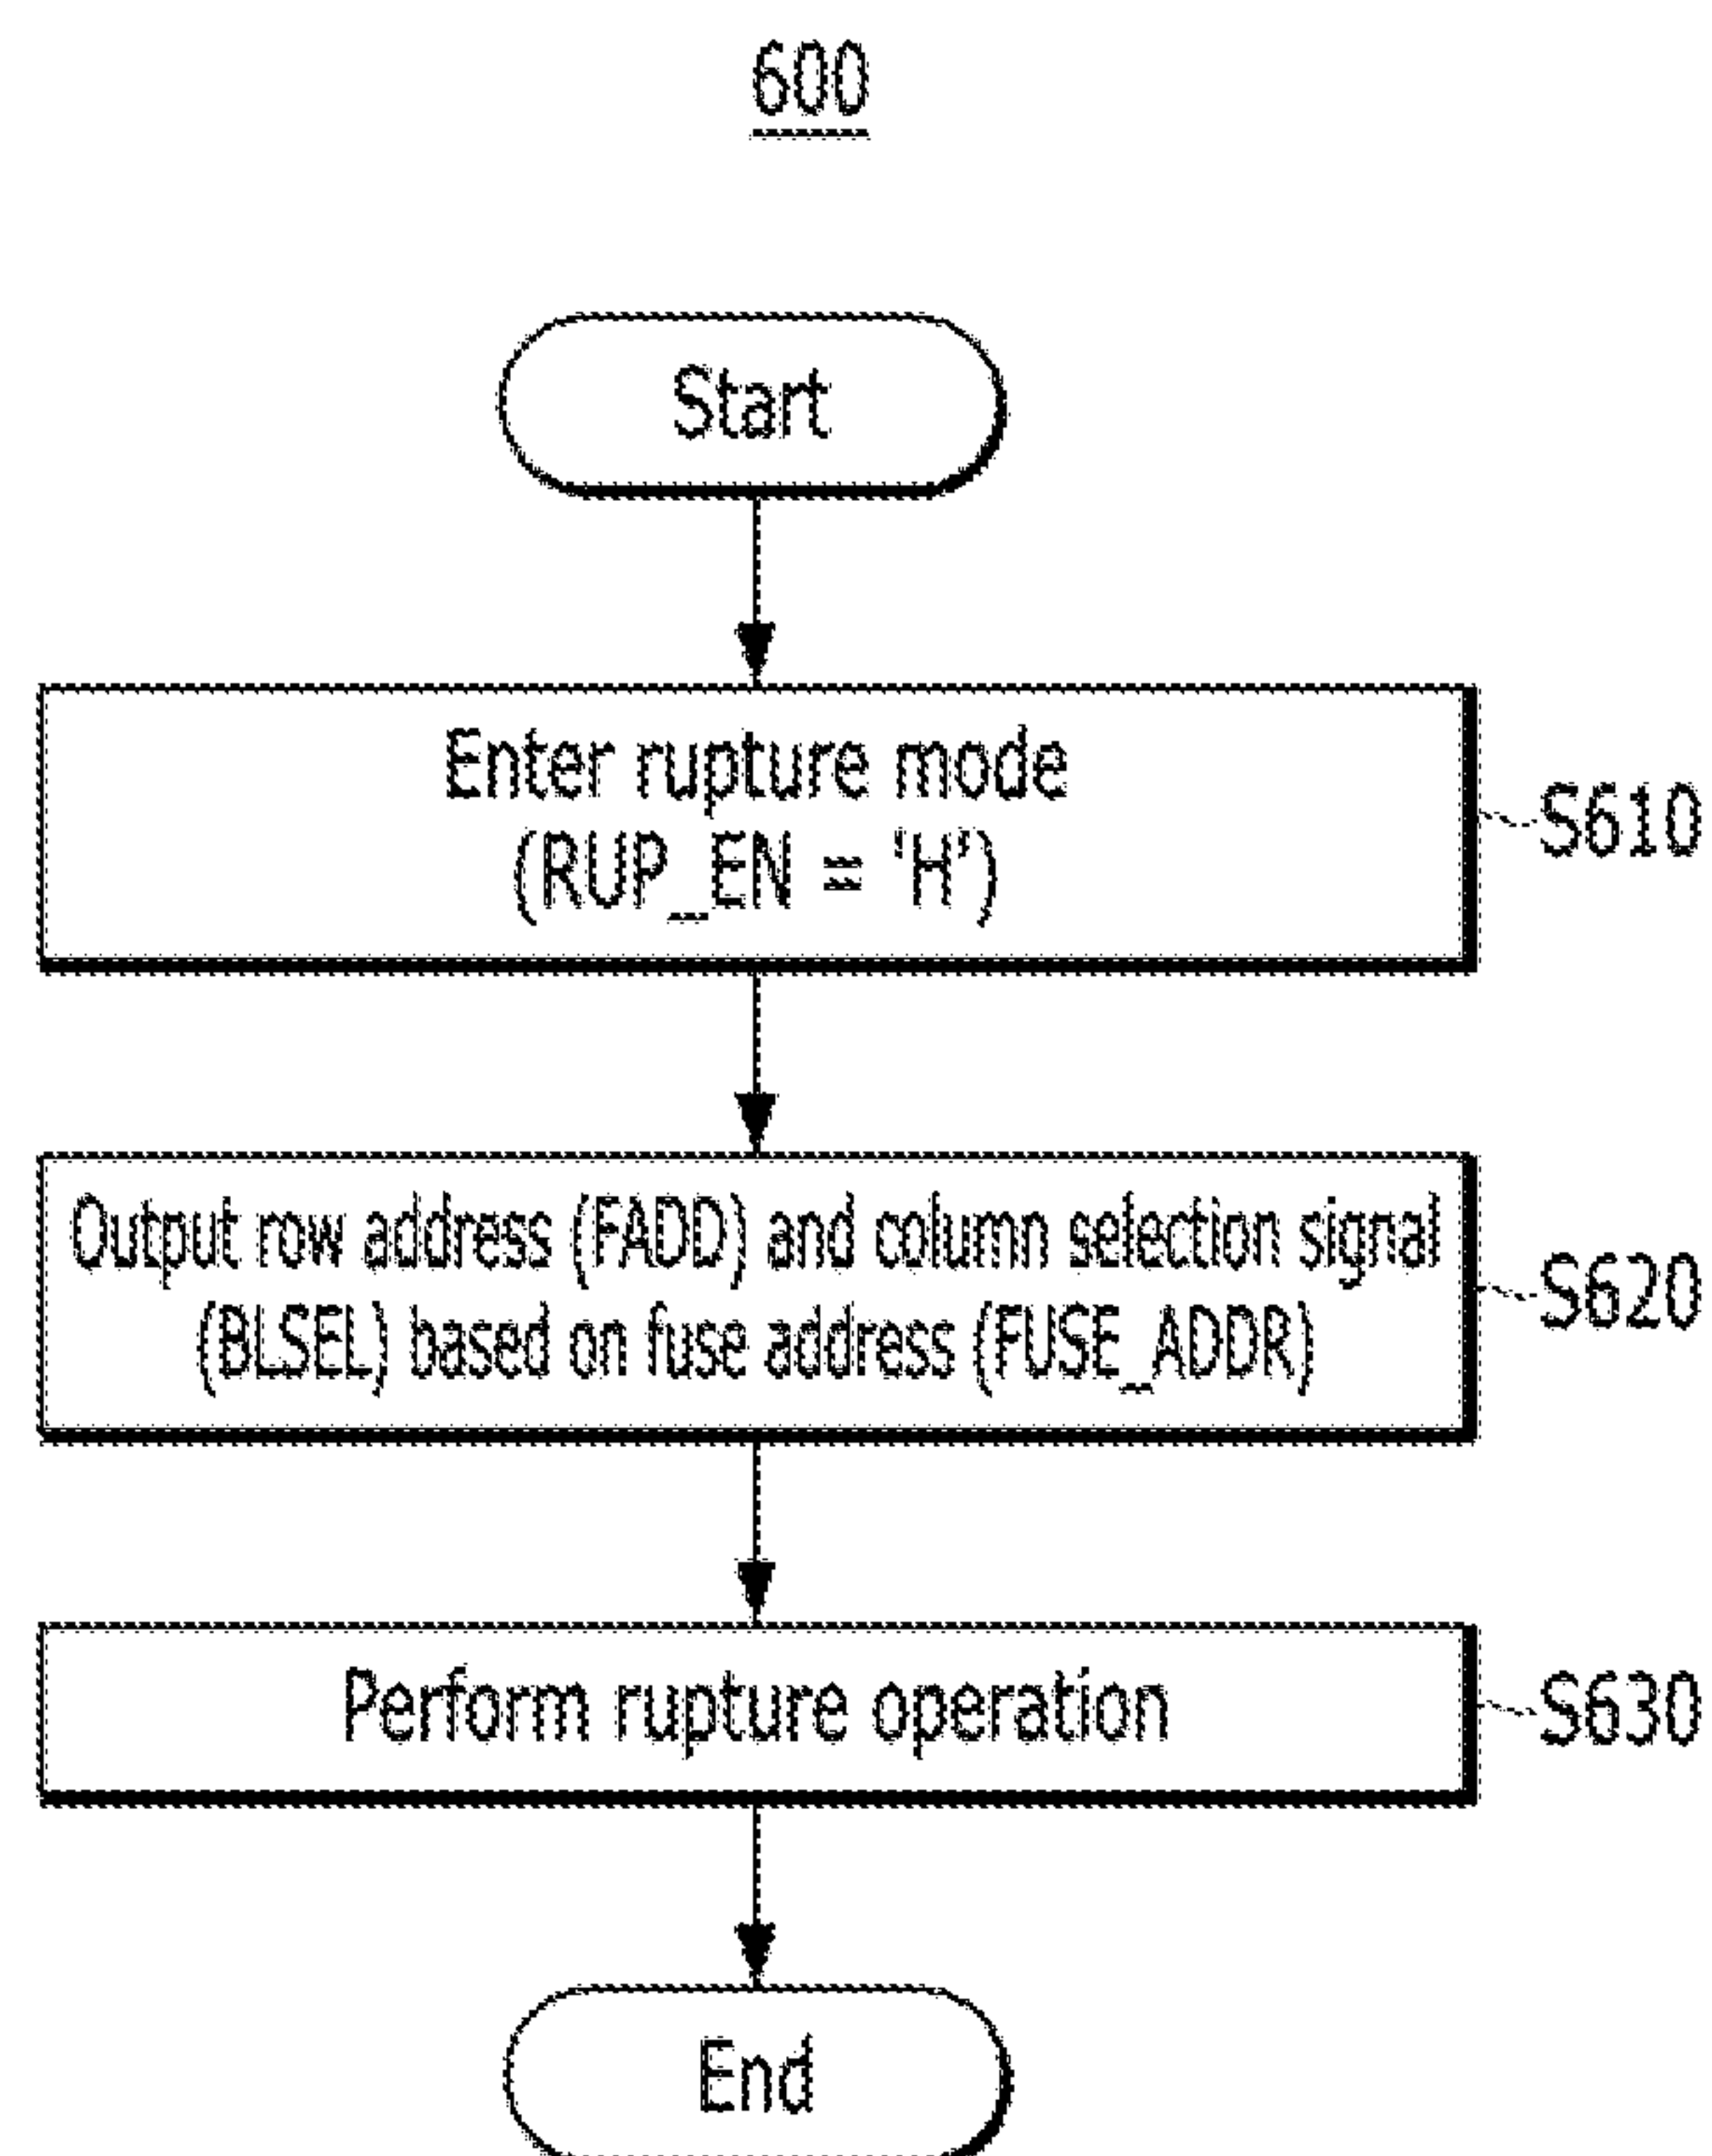 600
Start
Enter rupture mode
(RUP_EN = 'H')
S610
Output row address (FADD) and column selection signal
(BLSEL) based on fuse address (FUSE_ADDR)
S620
Perform rupture operation
S630
End